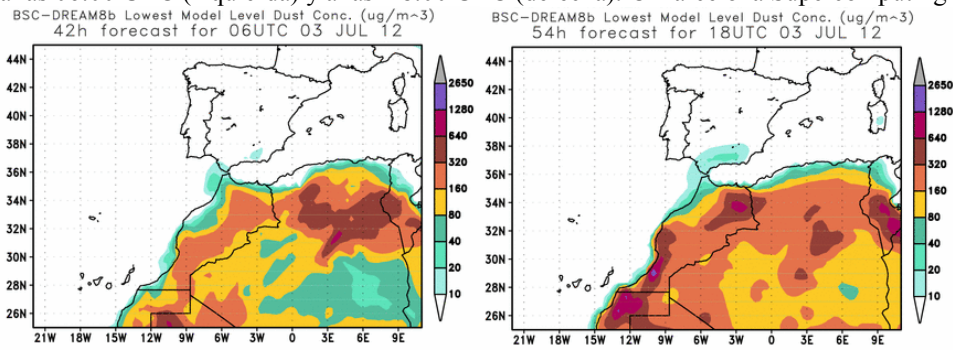 BSC-DREAM8b Lowest Model Level Dust Conc. (ug/m^3)
42h forecast for 06UTC 03 JUL 12
44N
42N
40N
38N
36N
34N
32N
30N
28N
26N
21W 18W 15W 12W 9W 6W 3W 0 3E 6E 9E
2650
1280
640
320
160
80
40
20
10
BSC-DREAM8b Lowest Model Level Dust Conc. (ug/m^3)
54h forecast for 18UTC 03 JUL 12
44N
42N
40N
38N
36N
34N
32N
30N
28N
26N
21W 18W 15W 12W 9W 6W 3W 0 3E 6E 9E
2650
1280
640
320
160
80
40
20
10